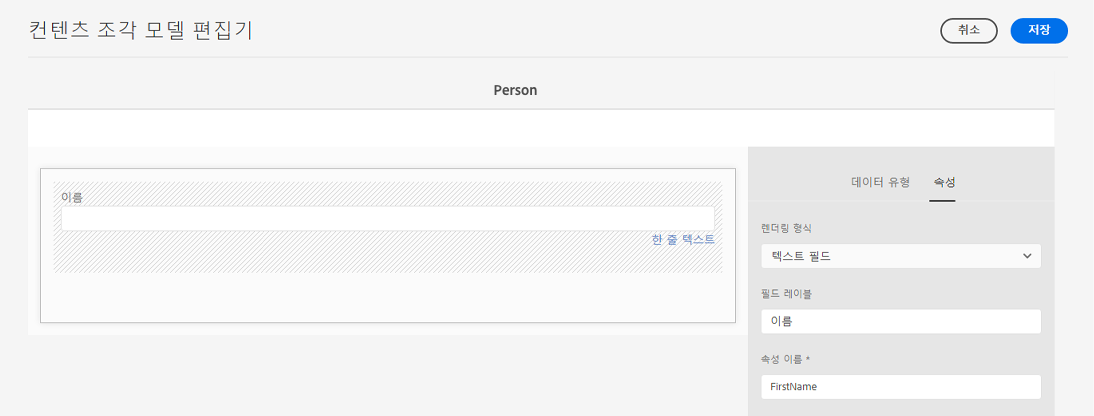 컨텐츠 조각 모델 편집기
취소
저장
Person
이름
한 줄 텍스트
데이터 유형
속성
렌더링 형식
텍스트 필드
필드 레이블
이름
속성 이름 *
FirstName